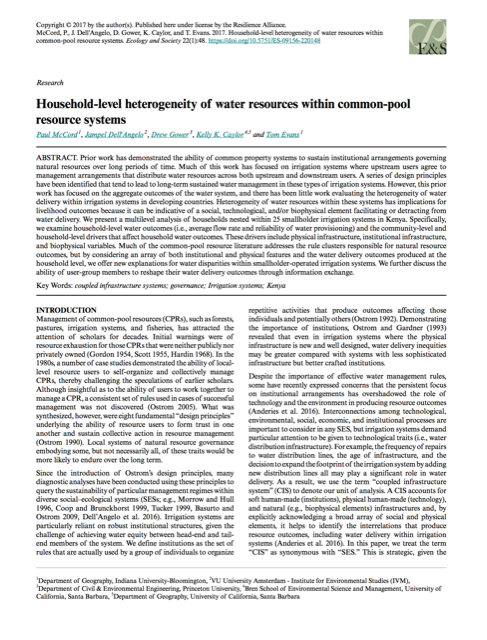 Copyright © 2017 by the author(s). Published here under license by the Resilience Alliance.
McCord, P., J. Dell'Angelo, D. Gower, K. Caylor, and T. Evans. 2017. Household-level heterogeneity of water resources within
common-pool resource systems. Ecology and Society 22(1):48. https://doi.org/10.5751/ES-09156-220148
E&S
Research
Household-level heterogeneity of water resources within common-pool
resource systems
Paul McCord 1, Jampel Dell'Angelo 2, Drew Gower 3, Kelly K. Caylor 4,5 and Tom Evans 1
ABSTRACT. Prior work has demonstrated the ability of common property systems to sustain institutional arrangements governing
natural resources over long periods of time. Much of this work has focused on irrigation systems where upstream users agree to
management arrangements that distribute water resources across both upstream and downstream users. A series of design principles
have been identified that tend to lead to long-term sustained water management in these types of irrigation systems. However, this prior
work has focused on the aggregate outcomes of the water system, and there has been little work evaluating the heterogeneity of water
delivery within irrigation systems in developing countries. Heterogeneity of water resources within these systems has implications for
livelihood outcomes because it can be indicative of a social, technological, and/or biophysical element facilitating or detracting from
water delivery. We present a multilevel analysis of households nested within 25 smallholder irrigation systems in Kenya. Specifically,
we examine household-level water outcomes (i.e., average flow rate and reliability of water provisioning) and the community-level and
household-level drivers that affect household water outcomes. These drivers include physical infrastructure, institutional infrastructure,
and biophysical variables. Much of the common-pool resource literature addresses the rule clusters responsible for natural resource
outcomes, but by considering an array of both institutional and physical features and the water delivery outcomes produced at the
household level, we offer new explanations for water disparities within smallholder-operated irrigation systems. We further discuss the
ability of user-group members to reshape their water delivery outcomes through information exchange.
Key Words: coupled infrastructure systems; governance; Irrigation systems; Kenya
INTRODUCTION
Management of common-pool resources (CPRs), such as forests,
pastures, irrigation systems, and fisheries, has attracted the
attention of scholars for decades. Initial warnings were of
resource exhaustion for those CPRs that were neither publicly nor
privately owned (Gordon 1954, Scott 1955, Hardin 1968). In the
1980s, a number of case studies demonstrated the ability of local-
level resource users to self-organize and collectively manage
CPRs, thereby challenging the speculations of earlier scholars.
Although insightful as to the ability of users to work together to
manage a CPR, a consistent set of rules used in cases of successful
management was not discovered (Ostrom 2005). What was
synthesized, however, were eight fundamental "design principles"
underlying the ability of resource users to form trust in one
another and sustain collective action in resource management
(Ostrom 1990). Local systems of natural resource governance
embodying some, but not necessarily all, of these traits would be
more likely to endure over the long term.
Since the introduction of Ostrom's design principles, many
diagnostic analyses have been conducted using these principles to
query the sustainability of particular management regimes within
diverse social-ecological systems (SESs; e.g., Morrow and Hull
1996, Coop and Brunckhorst 1999, Tucker 1999, Basurto and
Ostrom 2009, Dell'Angelo et al. 2016). Irrigation systems are
particularly reliant on robust institutional structures, given the
challenge of achieving water equity between head-end and tail-
end members of the system. We define institutions as the set of
rules that are actually used by a group of individuals to organize
repetitive activities that produce outcomes affecting those
individuals and potentially others (Ostrom 1992). Demonstrating
the importance of institutions, Ostrom and Gardner (1993)
revealed that even in irrigation systems where the physical
infrastructure is new and well designed, water delivery inequities
may be greater compared with systems with less sophisticated
infrastructure but better crafted institutions.
Despite the importance of effective water management rules,
some have recently expressed concerns that the persistent focus
on institutional arrangements has overshadowed the role of
technology and the environment in producing resource outcomes
(Anderies et al. 2016). Interconnections among technological,
environmental, social, economic, and institutional processes are
important to consider in any SES, but irrigation systems demand
particular attention to be given to technological traits (i.e., water
distribution infrastructure). For example, the frequency of repairs
to water distribution lines, the age of infrastructure, and the
decision to expand the footprint of the irrigation system by adding
new distribution lines all may play a significant role in water
delivery. As a result, we use the term "coupled infrastructure
system" (CIS) to denote our unit of analysis. A CIS accounts for
soft human-made (institutions), physical human-made (technology),
and natural (e.g., biophysical elements) infrastructures and, by
explicitly acknowledging a broad array of social and physical
elements, it helps to identify the interrelations that produce
resource outcomes, including water delivery within irrigation
systems (Anderies et al. 2016). In this paper, we treat the term
"CIS" as synonymous with "SES." This is strategic, given the
1Department of Geography, Indiana University-Bloomington, 2VU University Amsterdam - Institute for Environmental Studies (IVM),
3Department of Civil & Environmental Engineering, Princeton University, 4Bren School of Environmental Science and Management, University of
California, Santa Barbara, 5Department of Geography, University of California, Santa Barbara